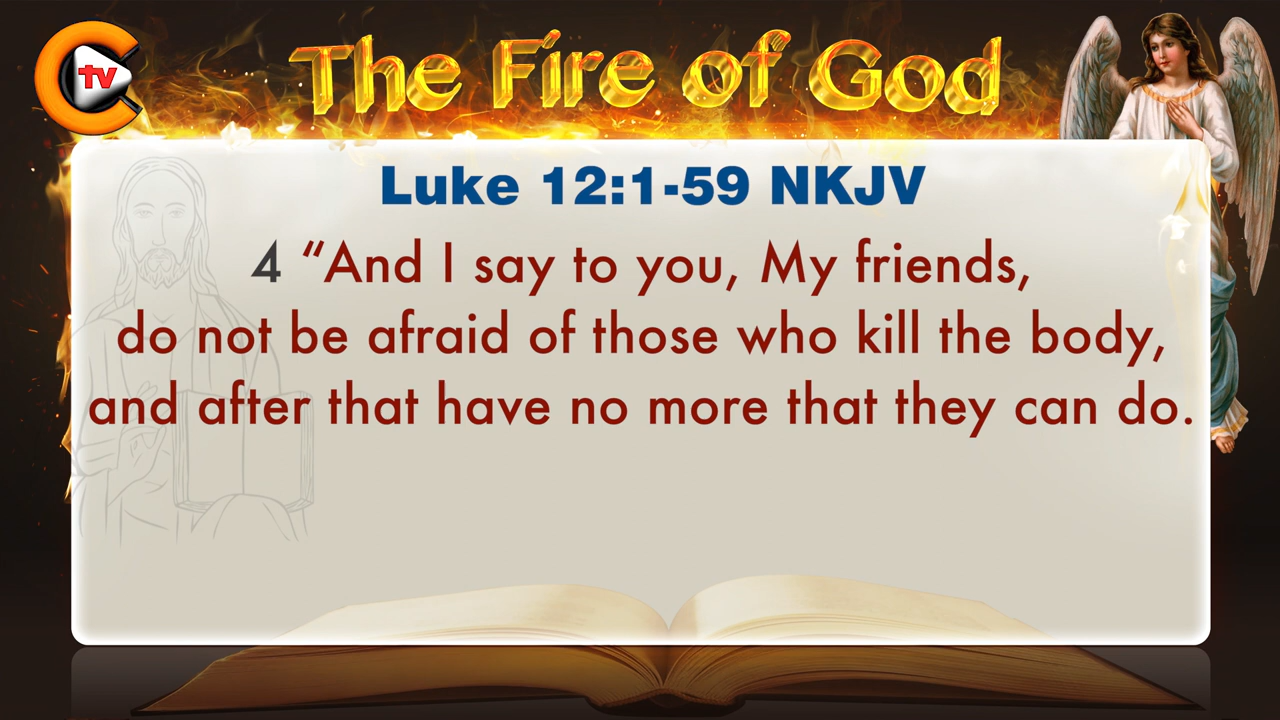 tv
The Fire of God
Luke 12:1-59 NKJV
4 “And I say to you, My friends,
do not be afraid of those who kill the body,
and after that have no more that they can do.